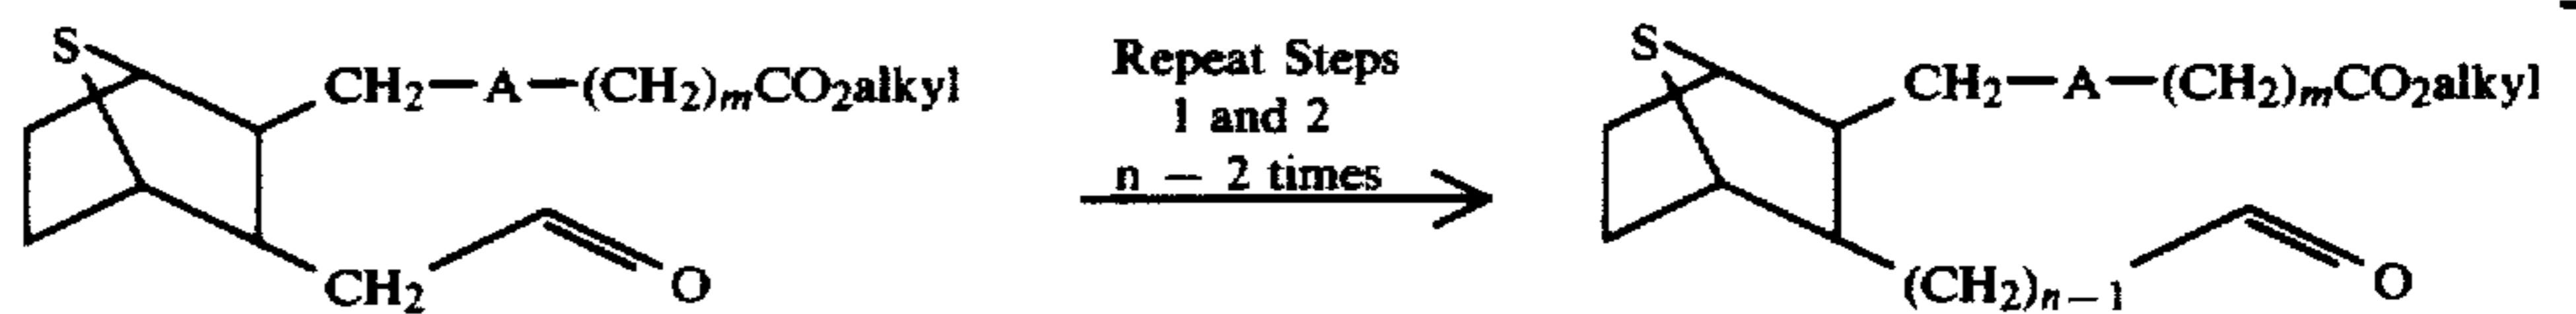 S
CH₂—A—(CH₂)ₘCO₂alkyl
CH₂
O
Repeat Steps
1 and 2
n − 2 times
S
CH₂—A—(CH₂)ₘCO₂alkyl
(CH₂)ₙ₋₁
O